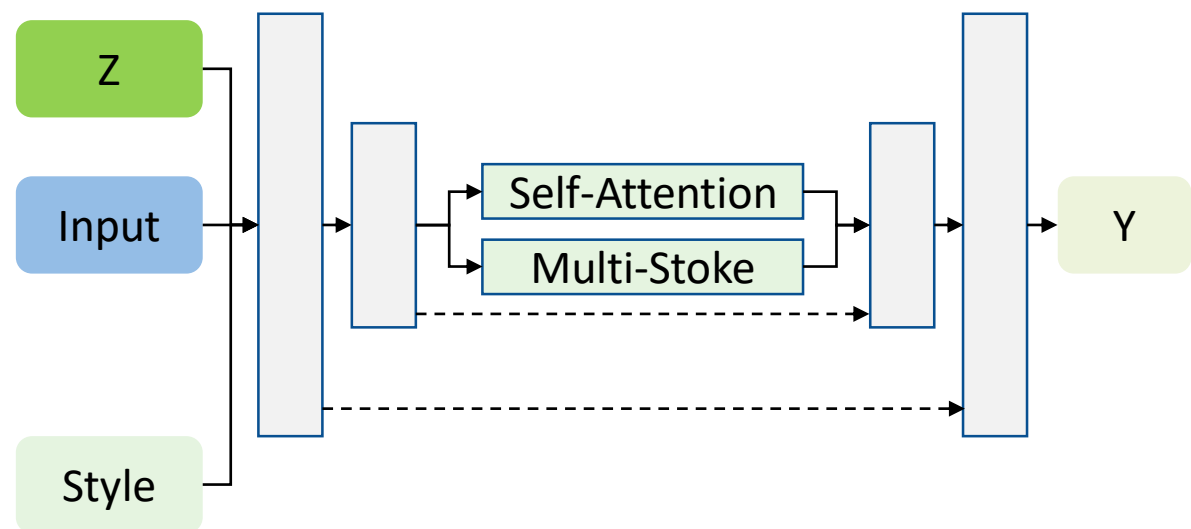 Z
Input
Style
Self-Attention
Multi-Stoke
Y